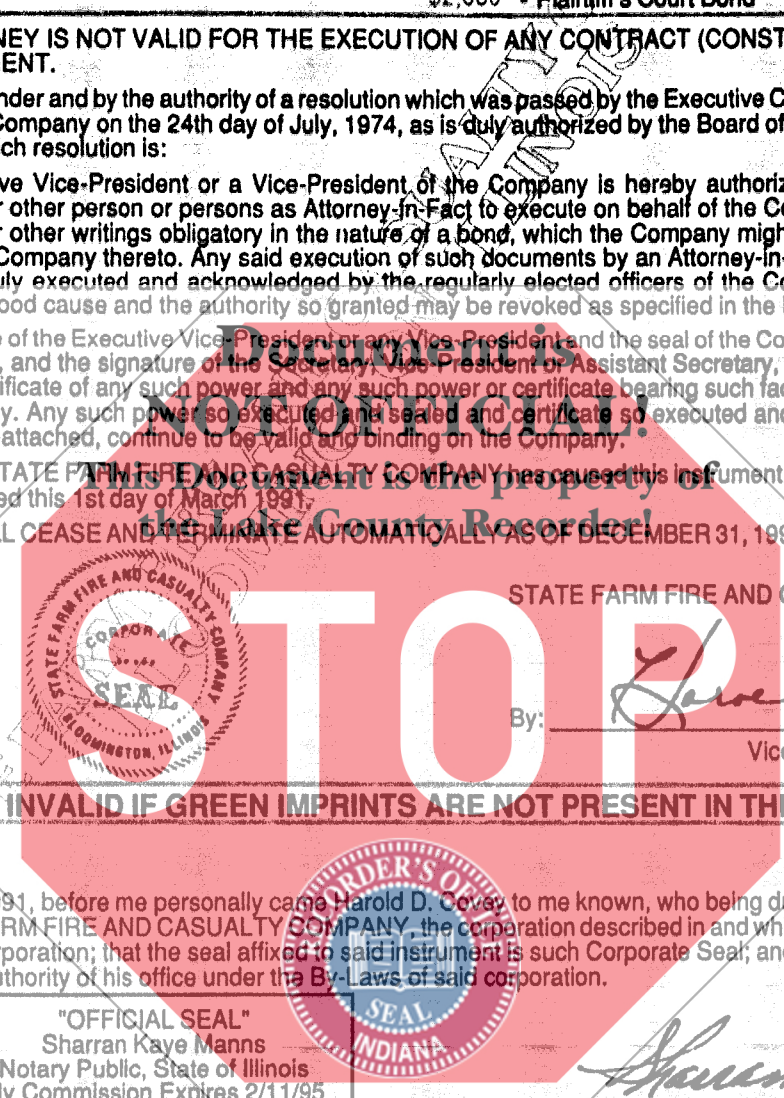 $2,000 - Plaintiff's Court Bond
NEY IS NOT VALID FOR THE EXECUTION OF ANY CONTRACT (CONST
ENT.
nder and by the authority of a resolution which was passed by the Executive C
Company on the 24th day of July, 1974, as is duly authorized by the Board of
ch resolution is:
ve Vice-President or a Vice-President of the Company is hereby authoriz
r other person or persons as Attorney-In-Fact to execute on behalf of the Co
r other writings obligatory in the nature of a bond, which the Company migh
Company thereto. Any said execution of such documents by an Attorney-In-
uly executed and acknowledged by the regularly elected officers of the Co
ood cause and the authority so granted may be revoked as specified in the
e of the Executive Vice-President or any Vice-President and the seal of the Co
, and the signature of the Secretary, Vice-President or Assistant Secretary,
ificate of any such power and any such power or certificate bearing such fac
y. Any such power so executed and sealed and certificate so executed and
attached, continue to be valid and binding on the Company.
Document is
NOT OFFICIAL!
This Document is the property of
the Lake County Recorder!
STATE FARM FIRE AND CASUALTY COMPANY has caused this instrument
ed this 1st day of March 1991.
L CEASE AND TERMINATE AUTOMATICALLY AS OF DECEMBER 31, 199
STATE FARM FIRE AND CASUALTY COMPANY
CORPORATE
SEAL
BLOOMINGTON, ILLINOIS
STOP
STATE FARM FIRE AND C
By:
Vice
INVALID IF GREEN IMPRINTS ARE NOT PRESENT IN TH
91, before me personally came Harold D. Covey to me known, who being du
RM FIRE AND CASUALTY COMPANY, the corporation described in and whi
poration; that the seal affixed to said instrument is such Corporate Seal; and
uthority of his office under the By-Laws of said corporation.
RECORDER'S OFFICE
SEAL
INDIANA
"OFFICIAL SEAL"
Sharran Kaye Manns
Notary Public, State of Illinois
My Commission Expires 2/11/95
Sharran